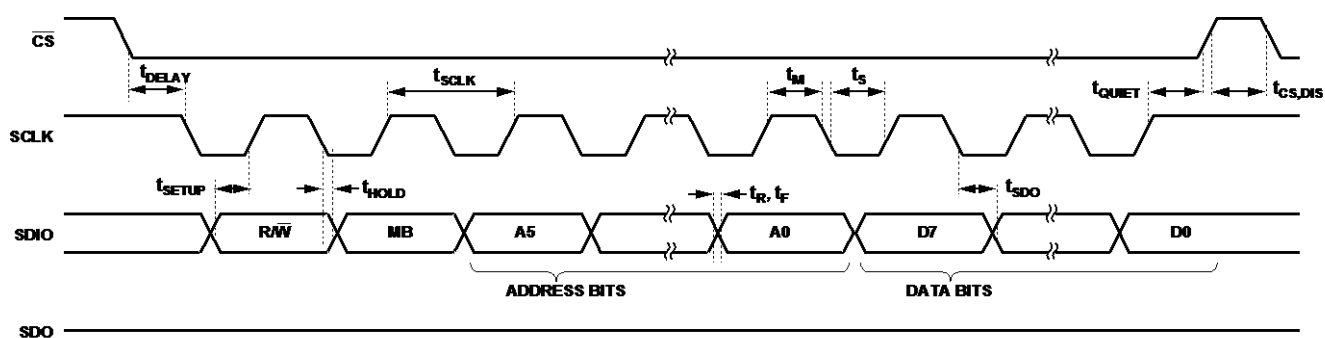 C̅S̅
tDELAY
tSCLK
tM
tS
tQUIET
tCS,DIS
SCLK
tSETUP
tHOLD
tR, tF
tSDO
SDIO
R/W̅
MB
A5
A0
D7
D0
ADDRESS BITS
DATA BITS
SDO